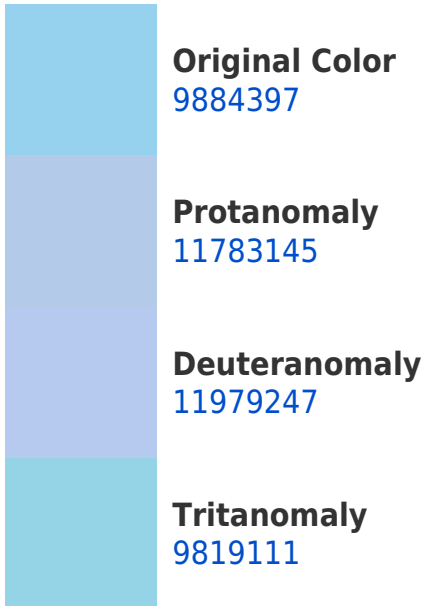 Original Color
9884397
Protanomaly
11783145
Deuteranomaly
11979247
Tritanomaly
9819111